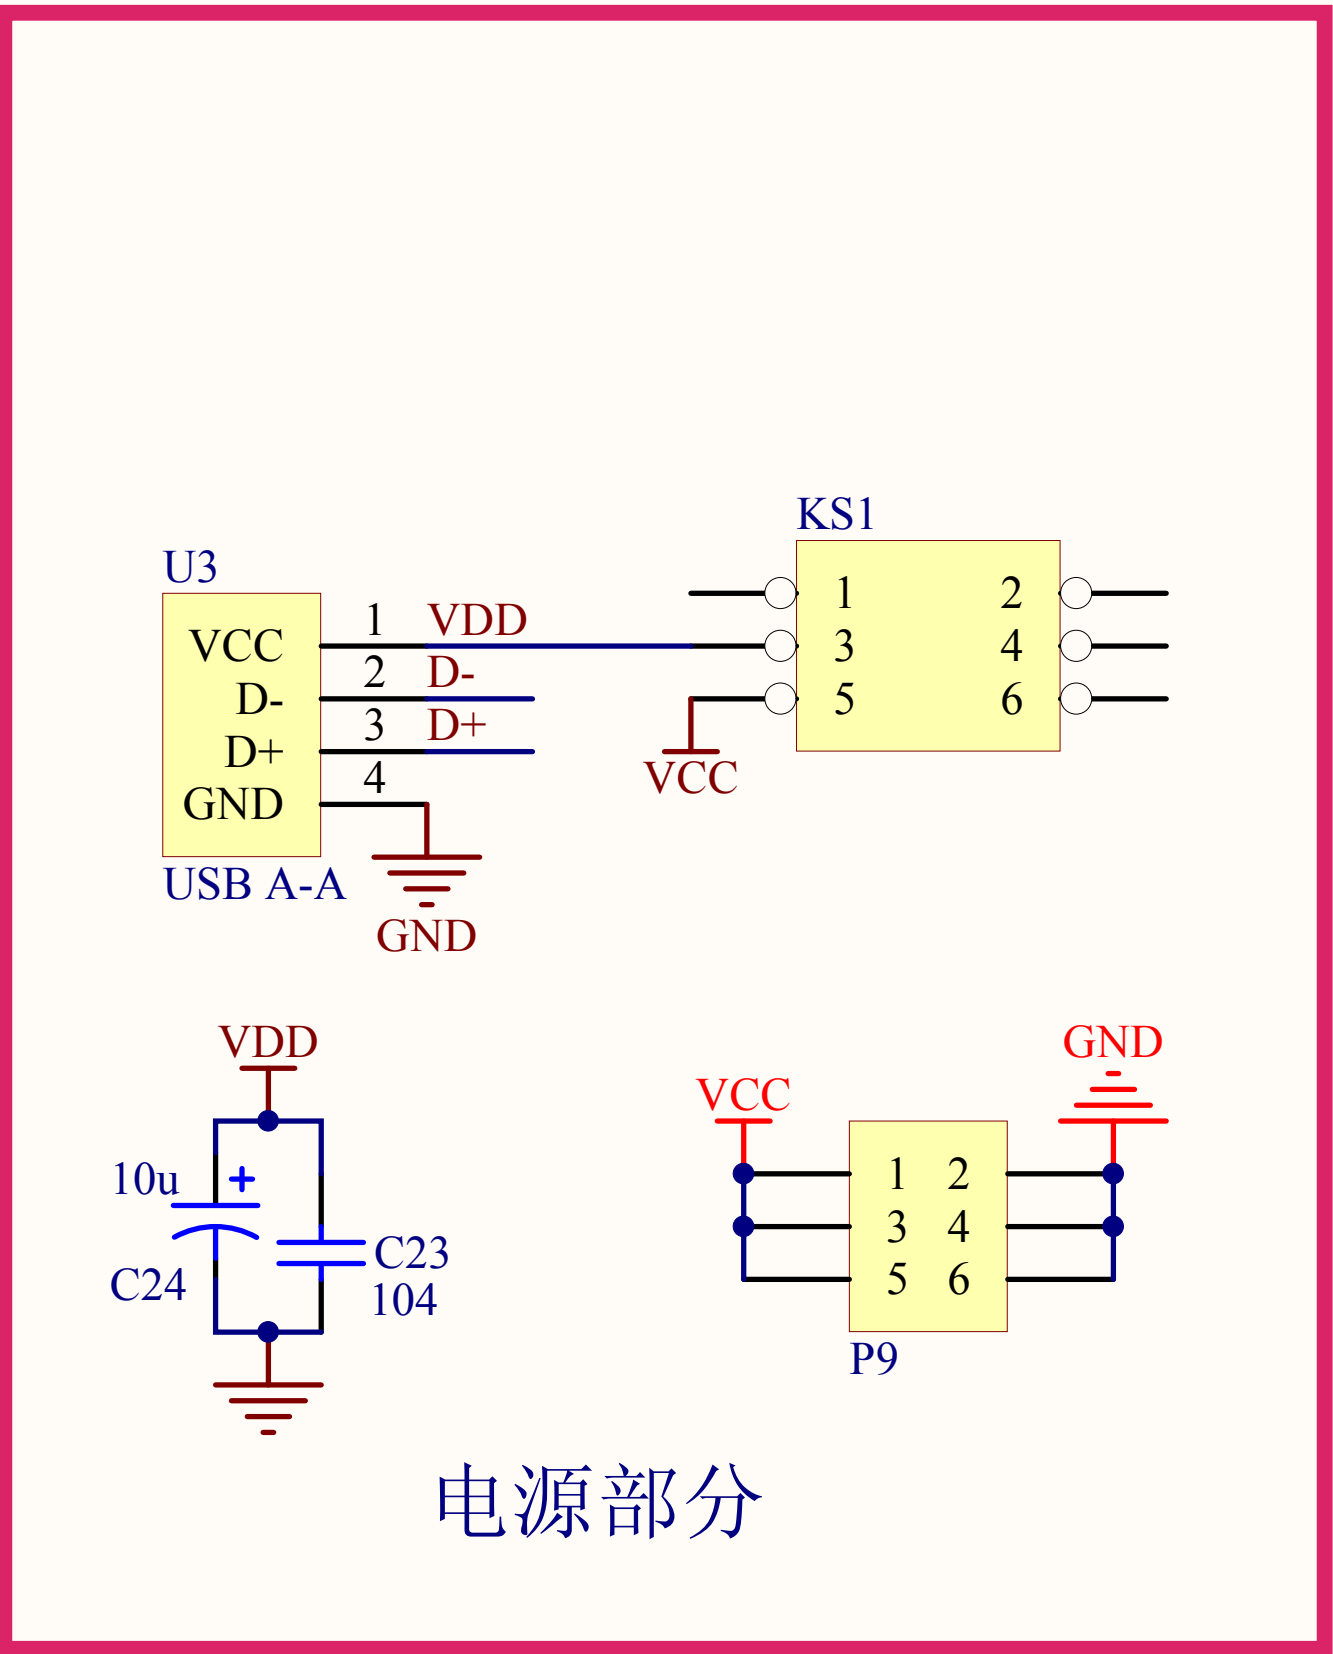 KS1
U3
1 2
VCC 1 VDD 3 4
D- 2 D- 5 6
D+ 3 D+
GND 4 VCC
USB A-A
GND
VDD GND
VCC
10u + 1 2
C23 3 4
C24 104 5 6
P9
电源部分